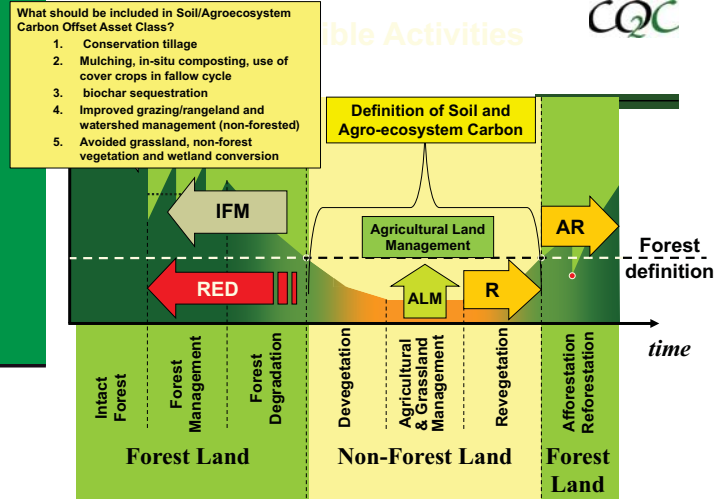 What should be included in Soil/Agroecosystem
Carbon Offset Asset Class?
1. Conservation tillage
2. Mulching, in-situ composting, use of
cover crops in fallow cycle
3. biochar sequestration
4. Improved grazing/rangeland and
watershed management (non-forested)
5. Avoided grassland, non-forest
vegetation and wetland conversion
ible Activities
CQC
Definition of Soil and
Agro-ecosystem Carbon
IFM
Agricultural Land
Management
AR
Forest
definition
RED
ALM
R
time
Intact
Forest
Forest
Management
Forest
Degradation
Devegetation
Agricultural
& Grassland
Management
Revegetation
Afforestation
Reforestation
Forest Land
Non-Forest Land
Forest
Land